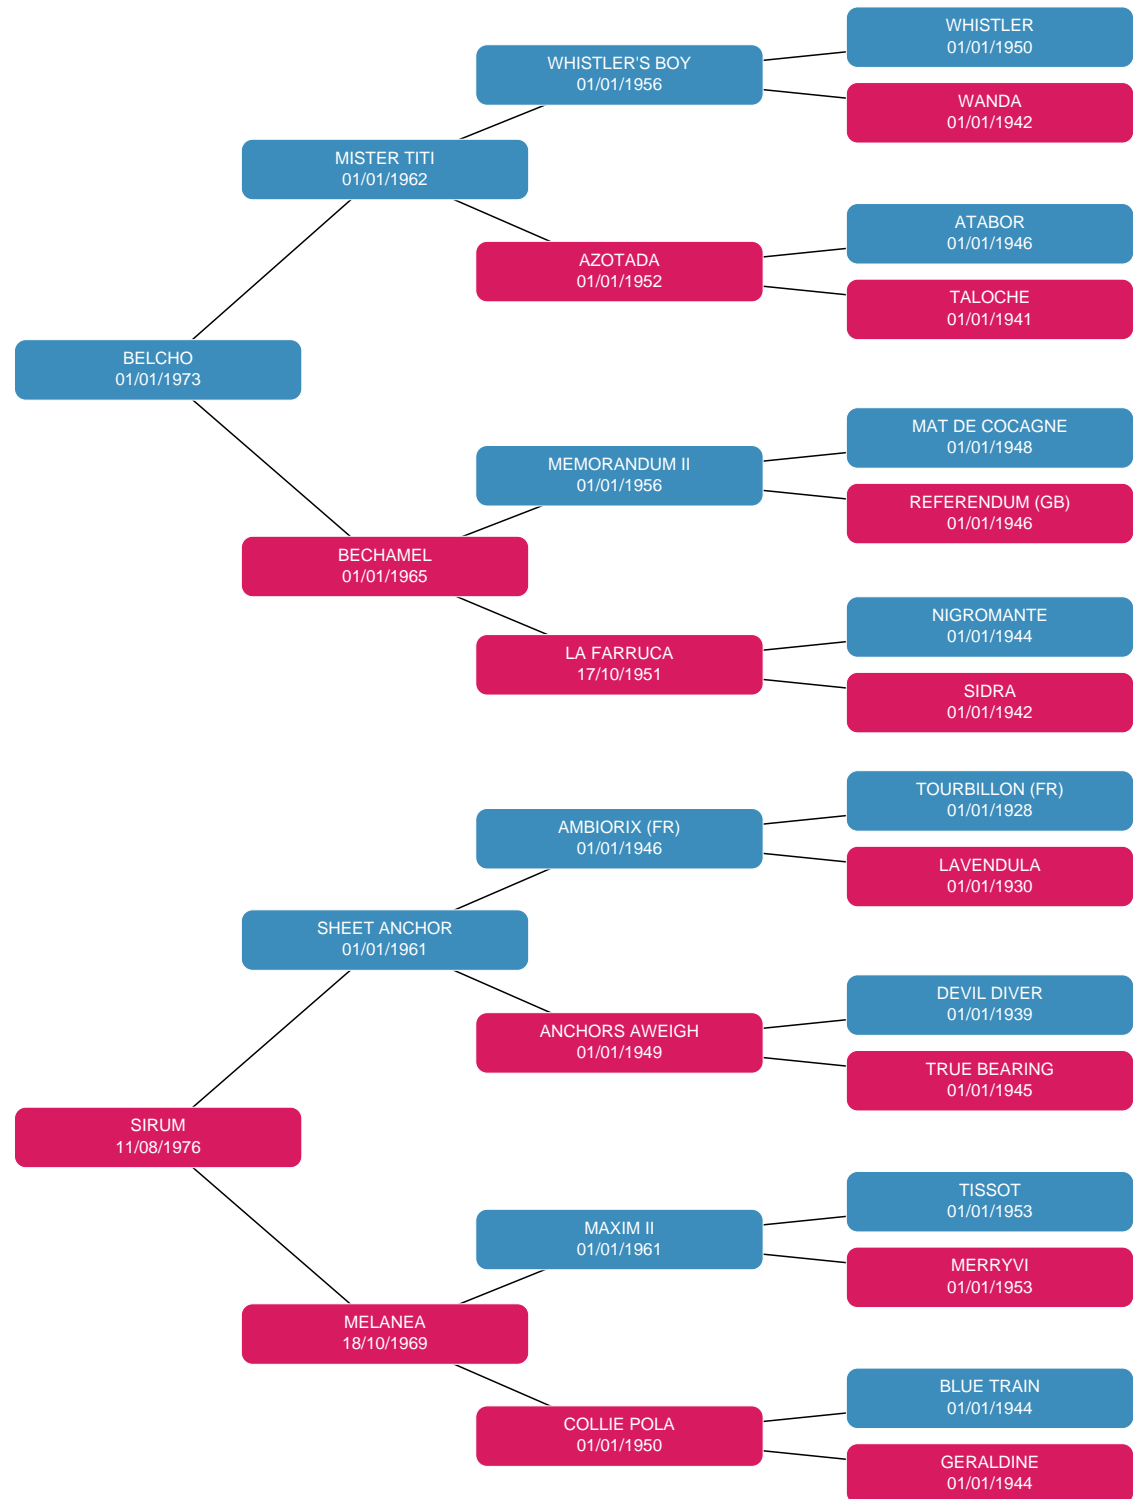 WHISTLER
01/01/1950
WHISTLER'S BOY
01/01/1956
WANDA
01/01/1942
MISTER TITI
01/01/1962
ATABOR
01/01/1946
AZOTADA
01/01/1952
TALOCHE
01/01/1941
BELCHO
01/01/1973
MAT DE COCAGNE
01/01/1948
MEMORANDUM II
01/01/1956
REFERENDUM (GB)
01/01/1946
BECHAMEL
01/01/1965
NIGROMANTE
01/01/1944
LA FARRUCA
17/10/1951
SIDRA
01/01/1942
TOURBILLON (FR)
01/01/1928
AMBIORIX (FR)
01/01/1946
LAVENDULA
01/01/1930
SHEET ANCHOR
01/01/1961
DEVIL DIVER
01/01/1939
ANCHORS AWEIGH
01/01/1949
TRUE BEARING
01/01/1945
SIRUM
11/08/1976
TISSOT
01/01/1953
MAXIM II
01/01/1961
MERRYVI
01/01/1953
MELANEA
18/10/1969
BLUE TRAIN
01/01/1944
COLLIE POLA
01/01/1950
GERALDINE
01/01/1944